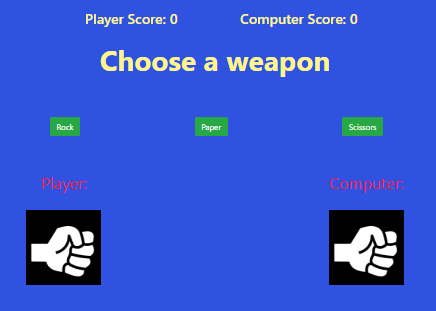 Player Score: 0 Computer Score: 0
Choose a weapon
Rock Paper Scissors
Player: Computer: